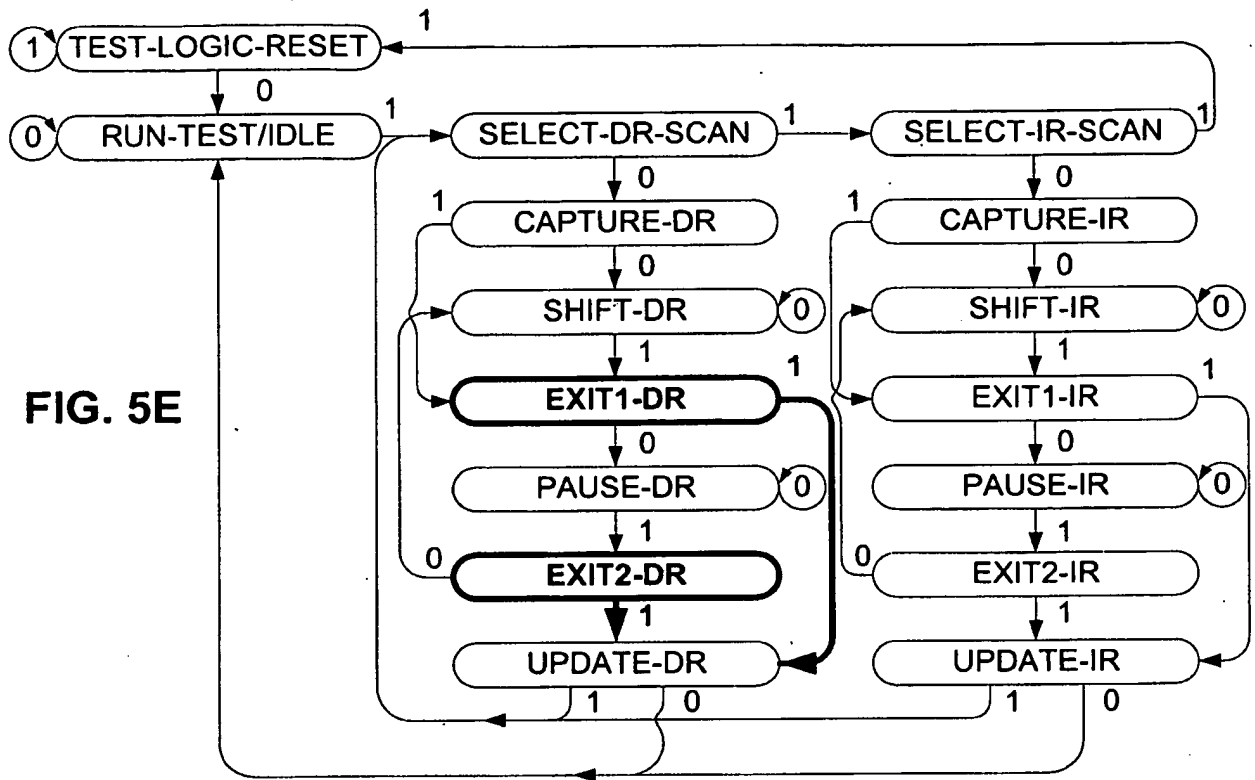 1
1 TEST-LOGIC-RESET
0
1
0 RUN-TEST/IDLE
SELECT-DR-SCAN
1
SELECT-IR-SCAN
1
0
0
1
CAPTURE-DR
1
CAPTURE-IR
0
0
SHIFT-DR
0
SHIFT-IR
0
1
1
EXIT1-DR
1
EXIT1-IR
1
FIG. 5E
0
0
PAUSE-DR
0
PAUSE-IR
0
1
1
0
EXIT2-DR
0
EXIT2-IR
1
1
UPDATE-DR
UPDATE-IR
1
0
1
0